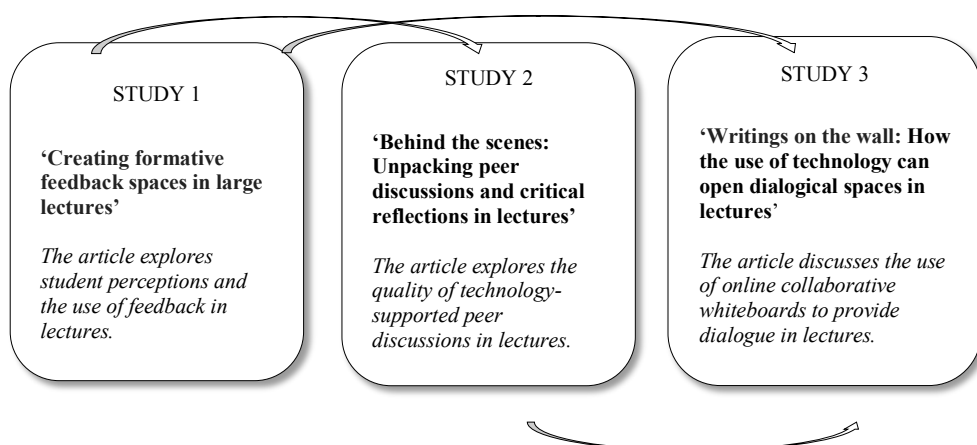 STUDY 1
‘Creating formative
feedback spaces in large
lectures’
The article explores
student perceptions and
the use of feedback in
lectures.
STUDY 2
‘Behind the scenes:
Unpacking peer
discussions and critical
reflections in lectures’
The article explores the
quality of technology-
supported peer
discussions in lectures.
STUDY 3
‘Writings on the wall: How
the use of technology can
open dialogical spaces in
lectures’
The article discusses the use
of online collaborative
whiteboards to provide
dialogue in lectures.